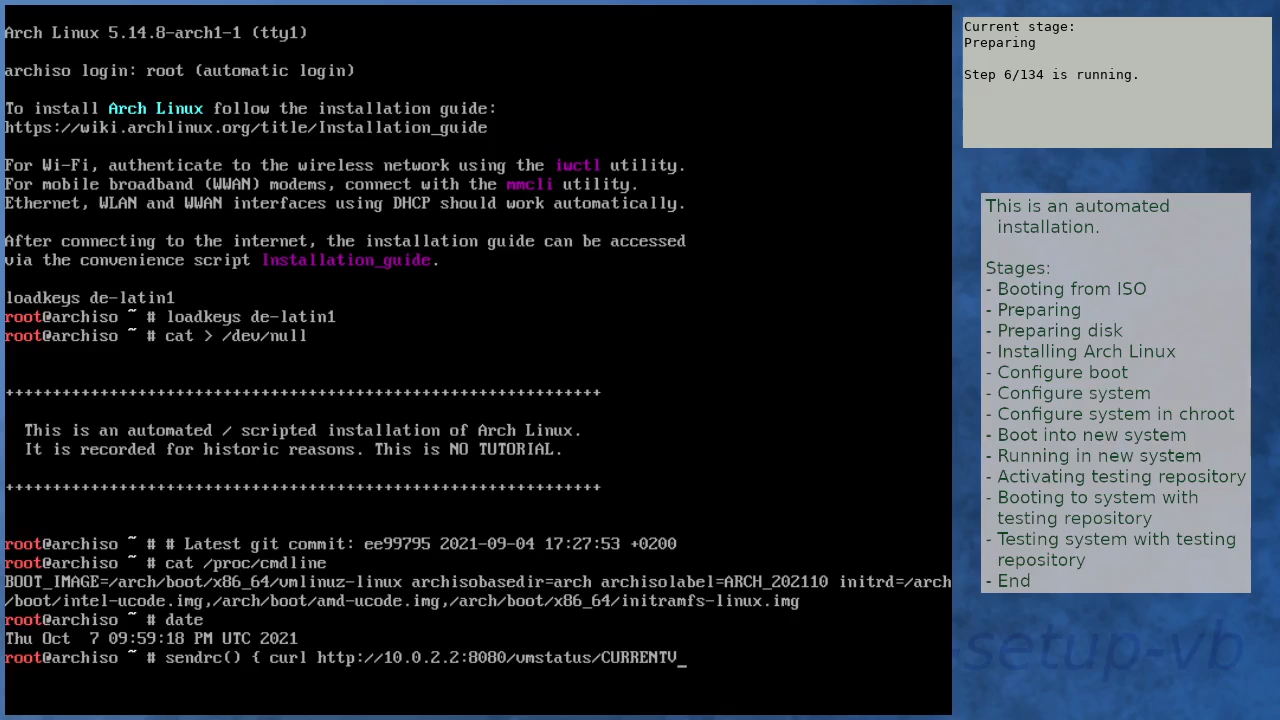 Arch Linux 5.14.8-arch1-1 (tty1)
archiso login: root (automatic login)
To install Arch Linux follow the installation guide:
https://wiki.archlinux.org/title/Installation_guide
For Wi-Fi, authenticate to the wireless network using the iwctl utility.
For mobile broadband (WWAN) modems, connect with the mmcli utility.
Ethernet, WLAN and WWAN interfaces using DHCP should work automatically.
After connecting to the internet, the installation guide can be accessed
via the convenience script Installation_guide.
loadkeys de-latin1
root@archiso ~ # loadkeys de-latin1
root@archiso ~ # cat > /dev/null
+++++++++++++++++++++++++++++++++++++++++++++++++++++++++++++++
This is an automated / scripted installation of Arch Linux.
It is recorded for historic reasons. This is NO TUTORIAL.
+++++++++++++++++++++++++++++++++++++++++++++++++++++++++++++++
root@archiso ~ # # Latest git commit: ee99795 2021-09-04 17:27:53 +0200
root@archiso ~ # cat /proc/cmdline
BOOT_IMAGE=/arch/boot/x86_64/vmlinuz-linux archisobasedir=arch archisolabel=ARCH_202110 initrd=/arch
/boot/intel-ucode.img,/arch/boot/amd-ucode.img,/arch/boot/x86_64/initramfs-linux.img
root@archiso ~ # date
Thu Oct  7 09:59:18 PM UTC 2021
root@archiso ~ # sendrc() { curl http://10.0.2.2:8080/vmstatus/CURRENTV_
Current stage:
Preparing
Step 6/134 is running.
This is an automated
installation.
Stages:
- Booting from ISO
- Preparing
- Preparing disk
- Installing Arch Linux
- Configure boot
- Configure system
- Configure system in chroot
- Boot into new system
- Running in new system
- Activating testing repository
- Booting to system with
testing repository
- Testing system with testing
repository
- End
-setup-vb